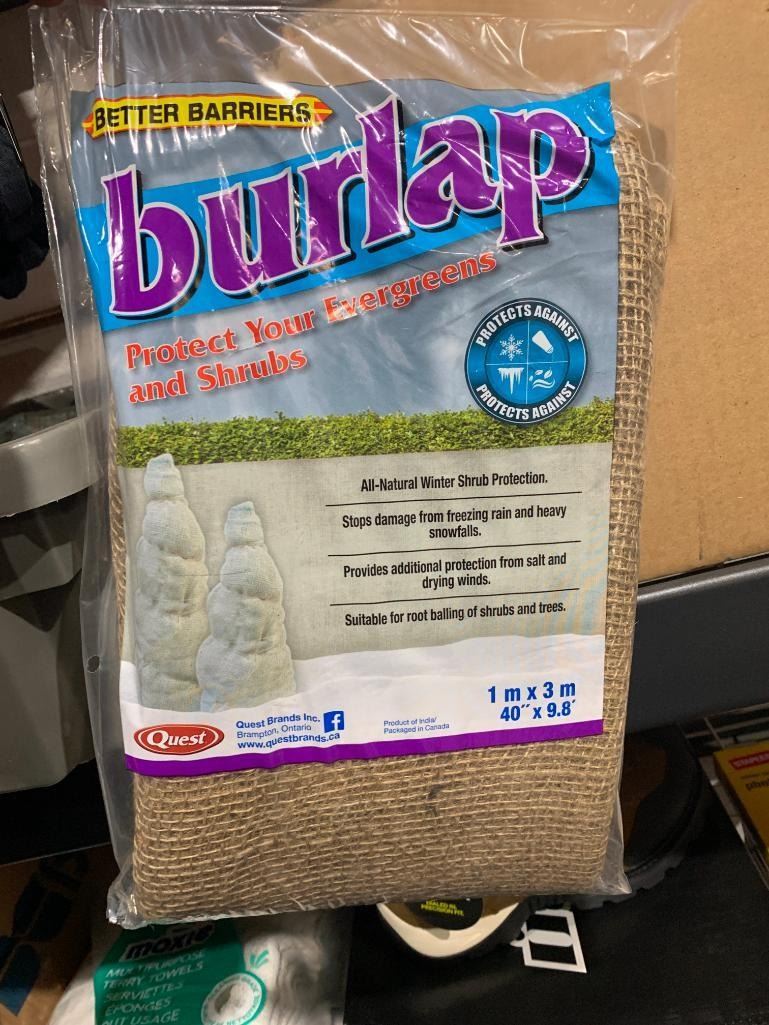 BETTER BARRIERS
burlap
Protect Your Evergreens
and Shrubs
PROTECTS AGAINST
PROTECTS AGAINST
All-Natural Winter Shrub Protection.
Stops damage from freezing rain and heavy
snowfalls.
Provides additional protection from salt and
drying winds.
Suitable for root balling of shrubs and trees.
1 m x 3 m
40" x 9.8'
Quest
Quest Brands Inc.
Brampton, Ontario
www.questbrands.ca
f
Product of India/
Packaged in Canada
STAPLES
moxie
MULTIPURPOSE
TERRY TOWELS
SERVIETTES
ÉPONGES
USAGE